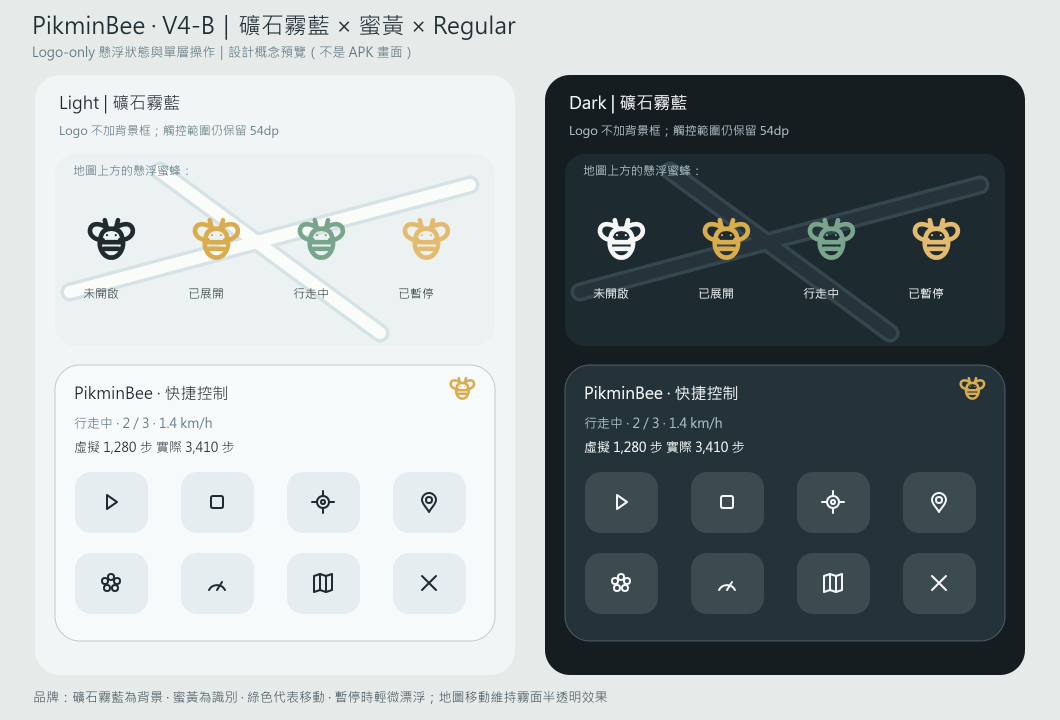 PikminBee · V4-B | 礦石霧藍 × 蜜黃 × Regular
Logo-only 懸浮狀態與單層操作｜設計概念預覽（不是 APK 畫面）
Light | 礦石霧藍
Logo 不加背景框；觸控範圍仍保留 54dp
地圖上方的懸浮蜜蜂：
未開啟
已展開
行走中
已暫停
PikminBee · 快捷控制
行走中 · 2 / 3 · 1.4 km/h
虛擬 1,280 步 實際 3,410 步
Dark | 礦石霧藍
Logo 不加背景框；觸控範圍仍保留 54dp
地圖上方的懸浮蜜蜂：
未開啟
已展開
行走中
已暫停
PikminBee · 快捷控制
行走中 · 2 / 3 · 1.4 km/h
虛擬 1,280 步 實際 3,410 步
品牌：礦石霧藍為背景 · 蜜黃為識別 · 綠色代表移動 · 暫停時輕微漂浮；地圖移動維持霧面半透明效果